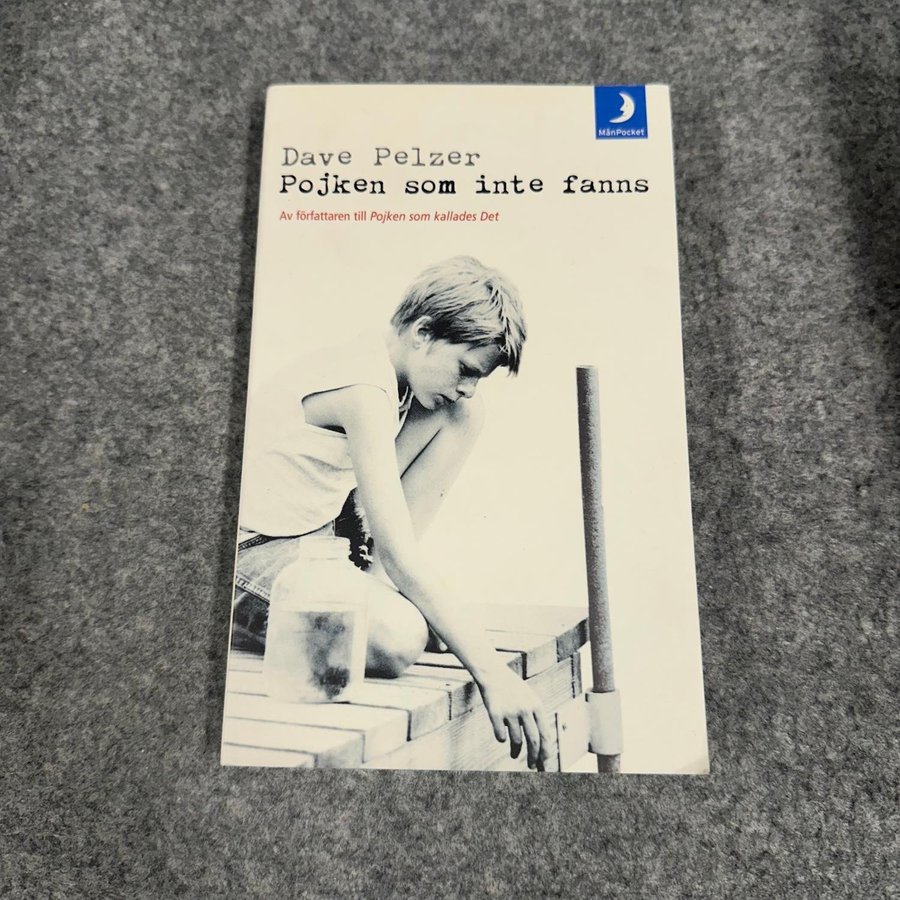 MånPocket
Dave Pelzer
Pojken som inte fanns
Av författaren till Pojken som kallades Det